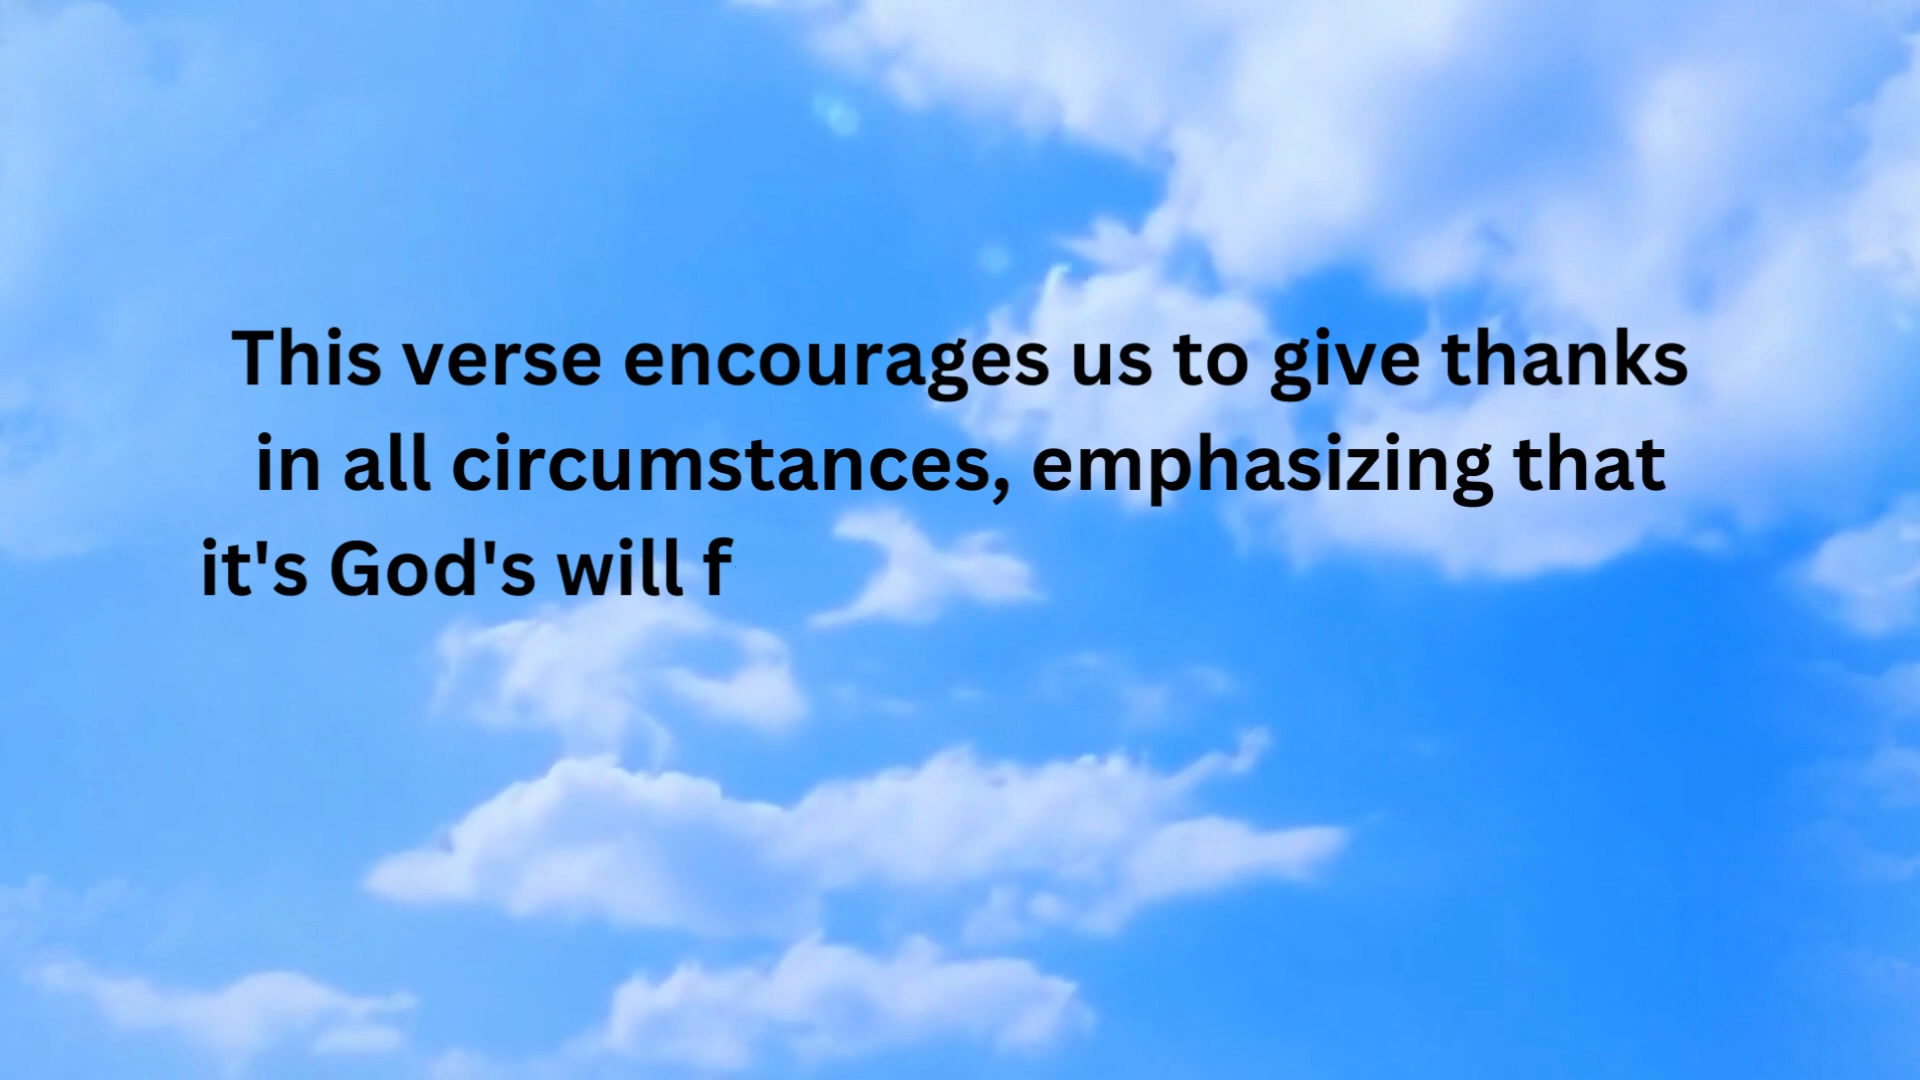 This verse encourages us to give thanks
in all circumstances, emphasizing that
it's God's will f